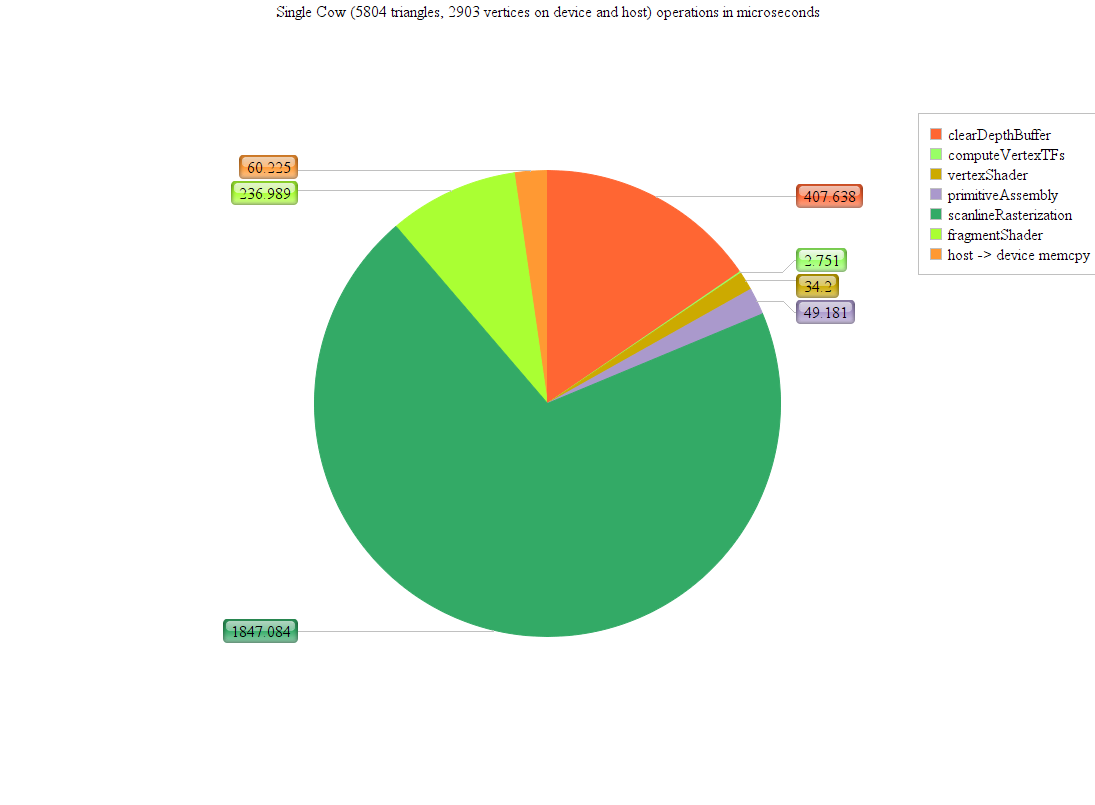 Single Cow (5804 triangles, 2903 vertices on device and host) operations in microseconds
clearDepthBuffer
computeVertexTFs
vertexShader
primitiveAssembly
scanlineRasterization
fragmentShader
host -> device memcpy
60.225
236.989
407.638
2.751
34.2
49.181
1847.084